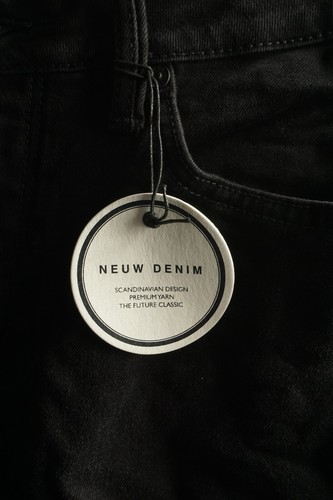 NEUW DENIM
SCANDINAVIAN DESIGN
PREMIUM YARN
THE FUTURE CLASSIC